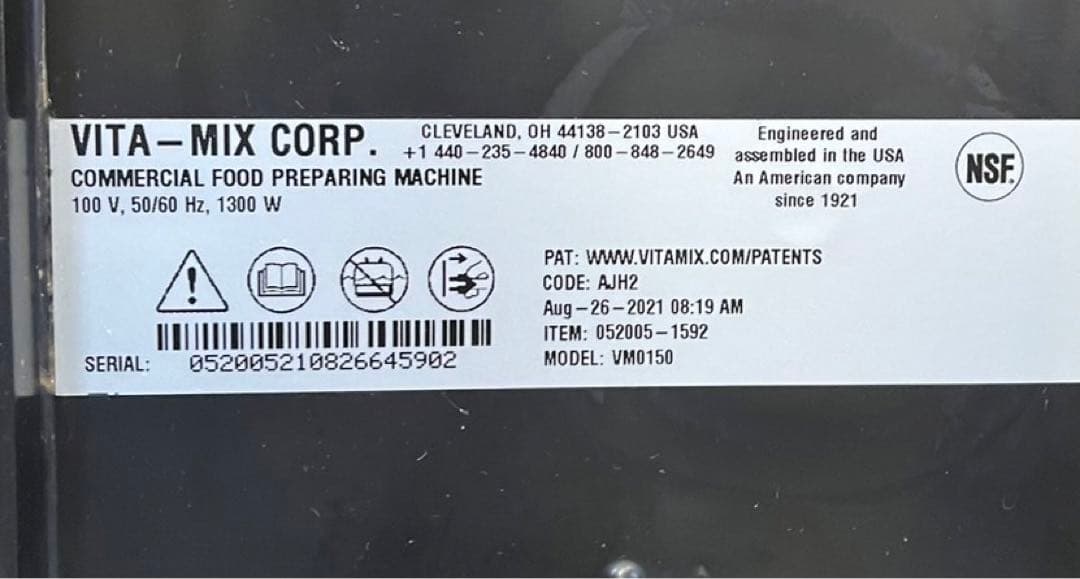 VITA-MIX CORP.
CLEVELAND, OH 44138-2103 USA
+1 440-235-4840 / 800-848-2649
COMMERCIAL FOOD PREPARING MACHINE
100 V, 50/60 Hz, 1300 W
Engineered and
assembled in the USA
An American company
since 1921
NSF.
PAT: WWW.VITAMIX.COM/PATENTS
CODE: AJH2
Aug-26-2021 08:19 AM
ITEM: 052005-1592
MODEL: VM0150
SERIAL: 052005210826645902